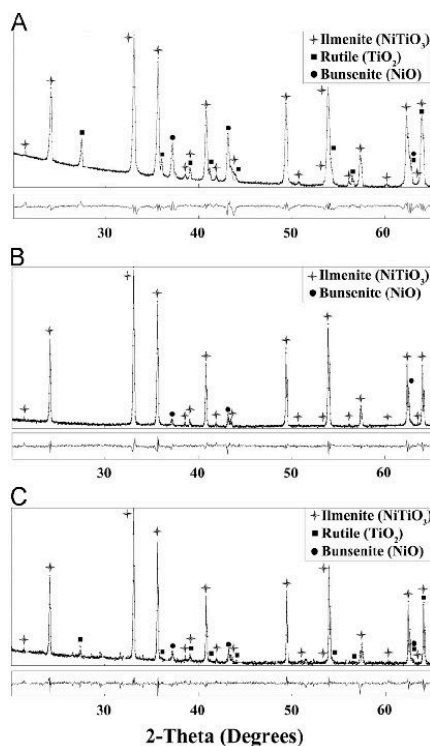 A
Ilmenite (NiTiO3)
Rutile (TiO2)
Bunsenite (NiO)
30 40 50 60
B
Ilmenite (NiTiO3)
Bunsenite (NiO)
30 40 50 60
C
Ilmenite (NiTiO3)
Rutile (TiO2)
Bunsenite (NiO)
30 40 50 60
2-Theta (Degrees)